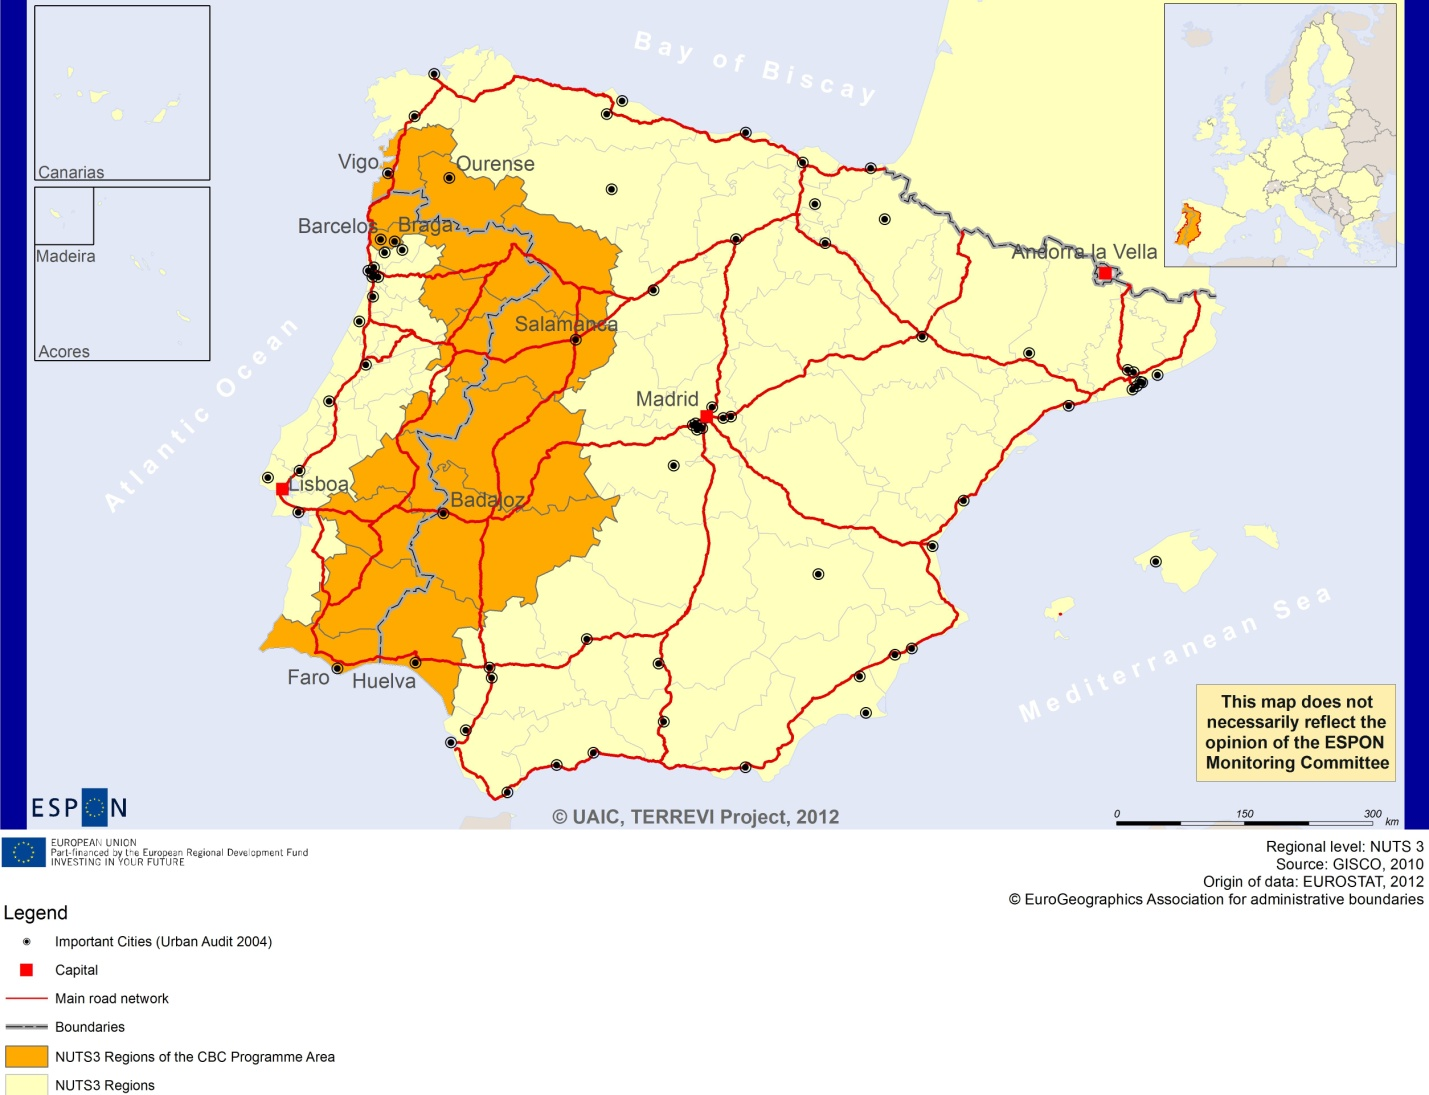 Bay of Biscay
Canarias
Vigo
Ourense
Barcelos
Braga
Madeira
Andorra la Vella
Salamanca
Acores
Atlantic Ocean
Madrid
Lisboa
Badajoz
Mediterranean Sea
Faro
Huelva
This map does not
necessarily reflect the
opinion of the ESPON
Monitoring Committee
ESPON
© UAIC, TERREVI Project, 2012
0 150 300
km
EUROPEAN UNION
Part-financed by the European Regional Development Fund
INVESTING IN YOUR FUTURE
Regional level: NUTS 3
Source: GISCO, 2010
Origin of data: EUROSTAT, 2012
© EuroGeographics Association for administrative boundaries
Legend
Important Cities (Urban Audit 2004)
Capital
Main road network
Boundaries
NUTS3 Regions of the CBC Programme Area
NUTS3 Regions